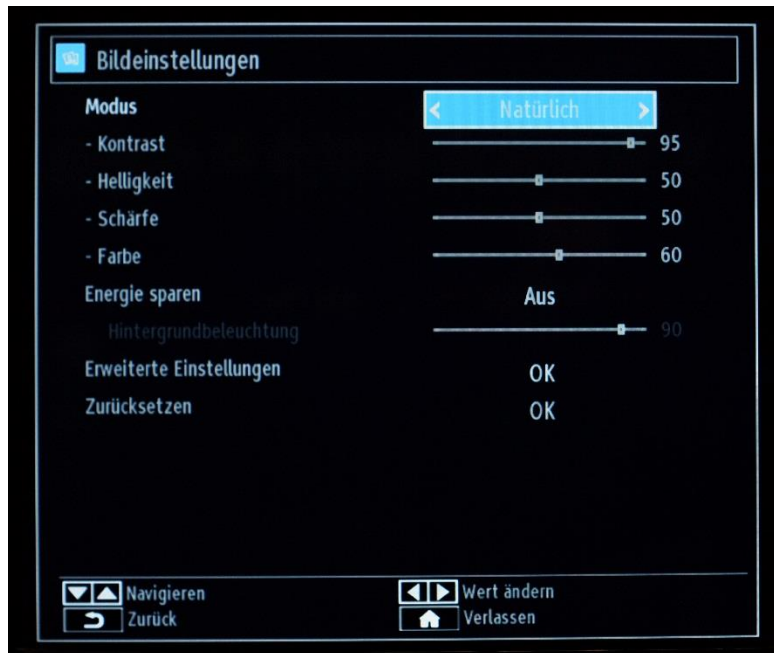 Bildeinstellungen
Modus < Natürlich >
- Kontrast 95
- Helligkeit 50
- Schärfe 50
- Farbe 60
Energie sparen Aus
Hintergrundbeleuchtung 90
Erweiterte Einstellungen OK
Zurücksetzen OK
Navigieren Wert ändern
Zurück Verlassen